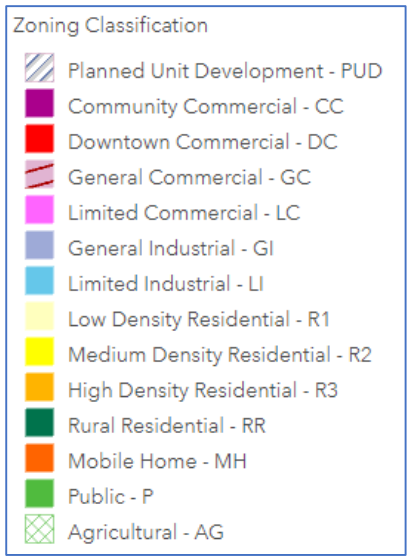 Zoning Classification
Planned Unit Development - PUD
Community Commercial - CC
Downtown Commercial - DC
General Commercial - GC
Limited Commercial - LC
General Industrial - GI
Limited Industrial - LI
Low Density Residential - R1
Medium Density Residential - R2
High Density Residential - R3
Rural Residential - RR
Mobile Home - MH
Public - P
Agricultural - AG